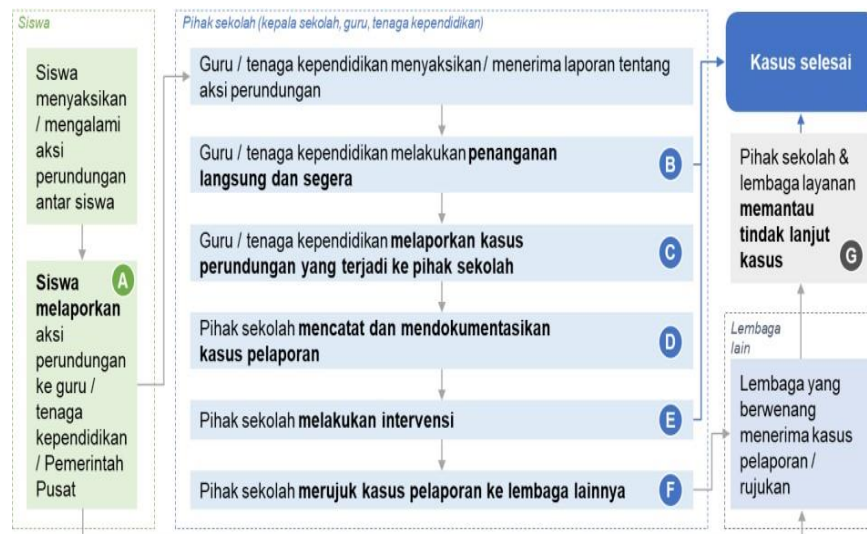 Siswa
Siswa
menyaksikan
/ mengalami
aksi
perundungan
antar siswa
Siswa
melaporkan
aksi
perundungan
ke guru /
tenaga
kependidikan
/ Pemerintah
Pusat
A
Pihak sekolah (kepala sekolah, guru, tenaga kependidikan)
Guru / tenaga kependidikan menyaksikan / menerima laporan tentang
aksi perundungan
Guru / tenaga kependidikan melakukan penanganan
langsung dan segera
B
Guru / tenaga kependidikan melaporkan kasus
perundungan yang terjadi ke pihak sekolah
C
Pihak sekolah mencatat dan mendokumentasikan
kasus pelaporan
D
Pihak sekolah melakukan intervensi
E
Pihak sekolah merujuk kasus pelaporan ke lembaga lainnya
F
Kasus selesai
Pihak sekolah &
lembaga layanan
memantau
tindak lanjut
kasus
G
Lembaga
lain
Lembaga yang
berwenang
menerima kasus
pelaporan /
rujukan